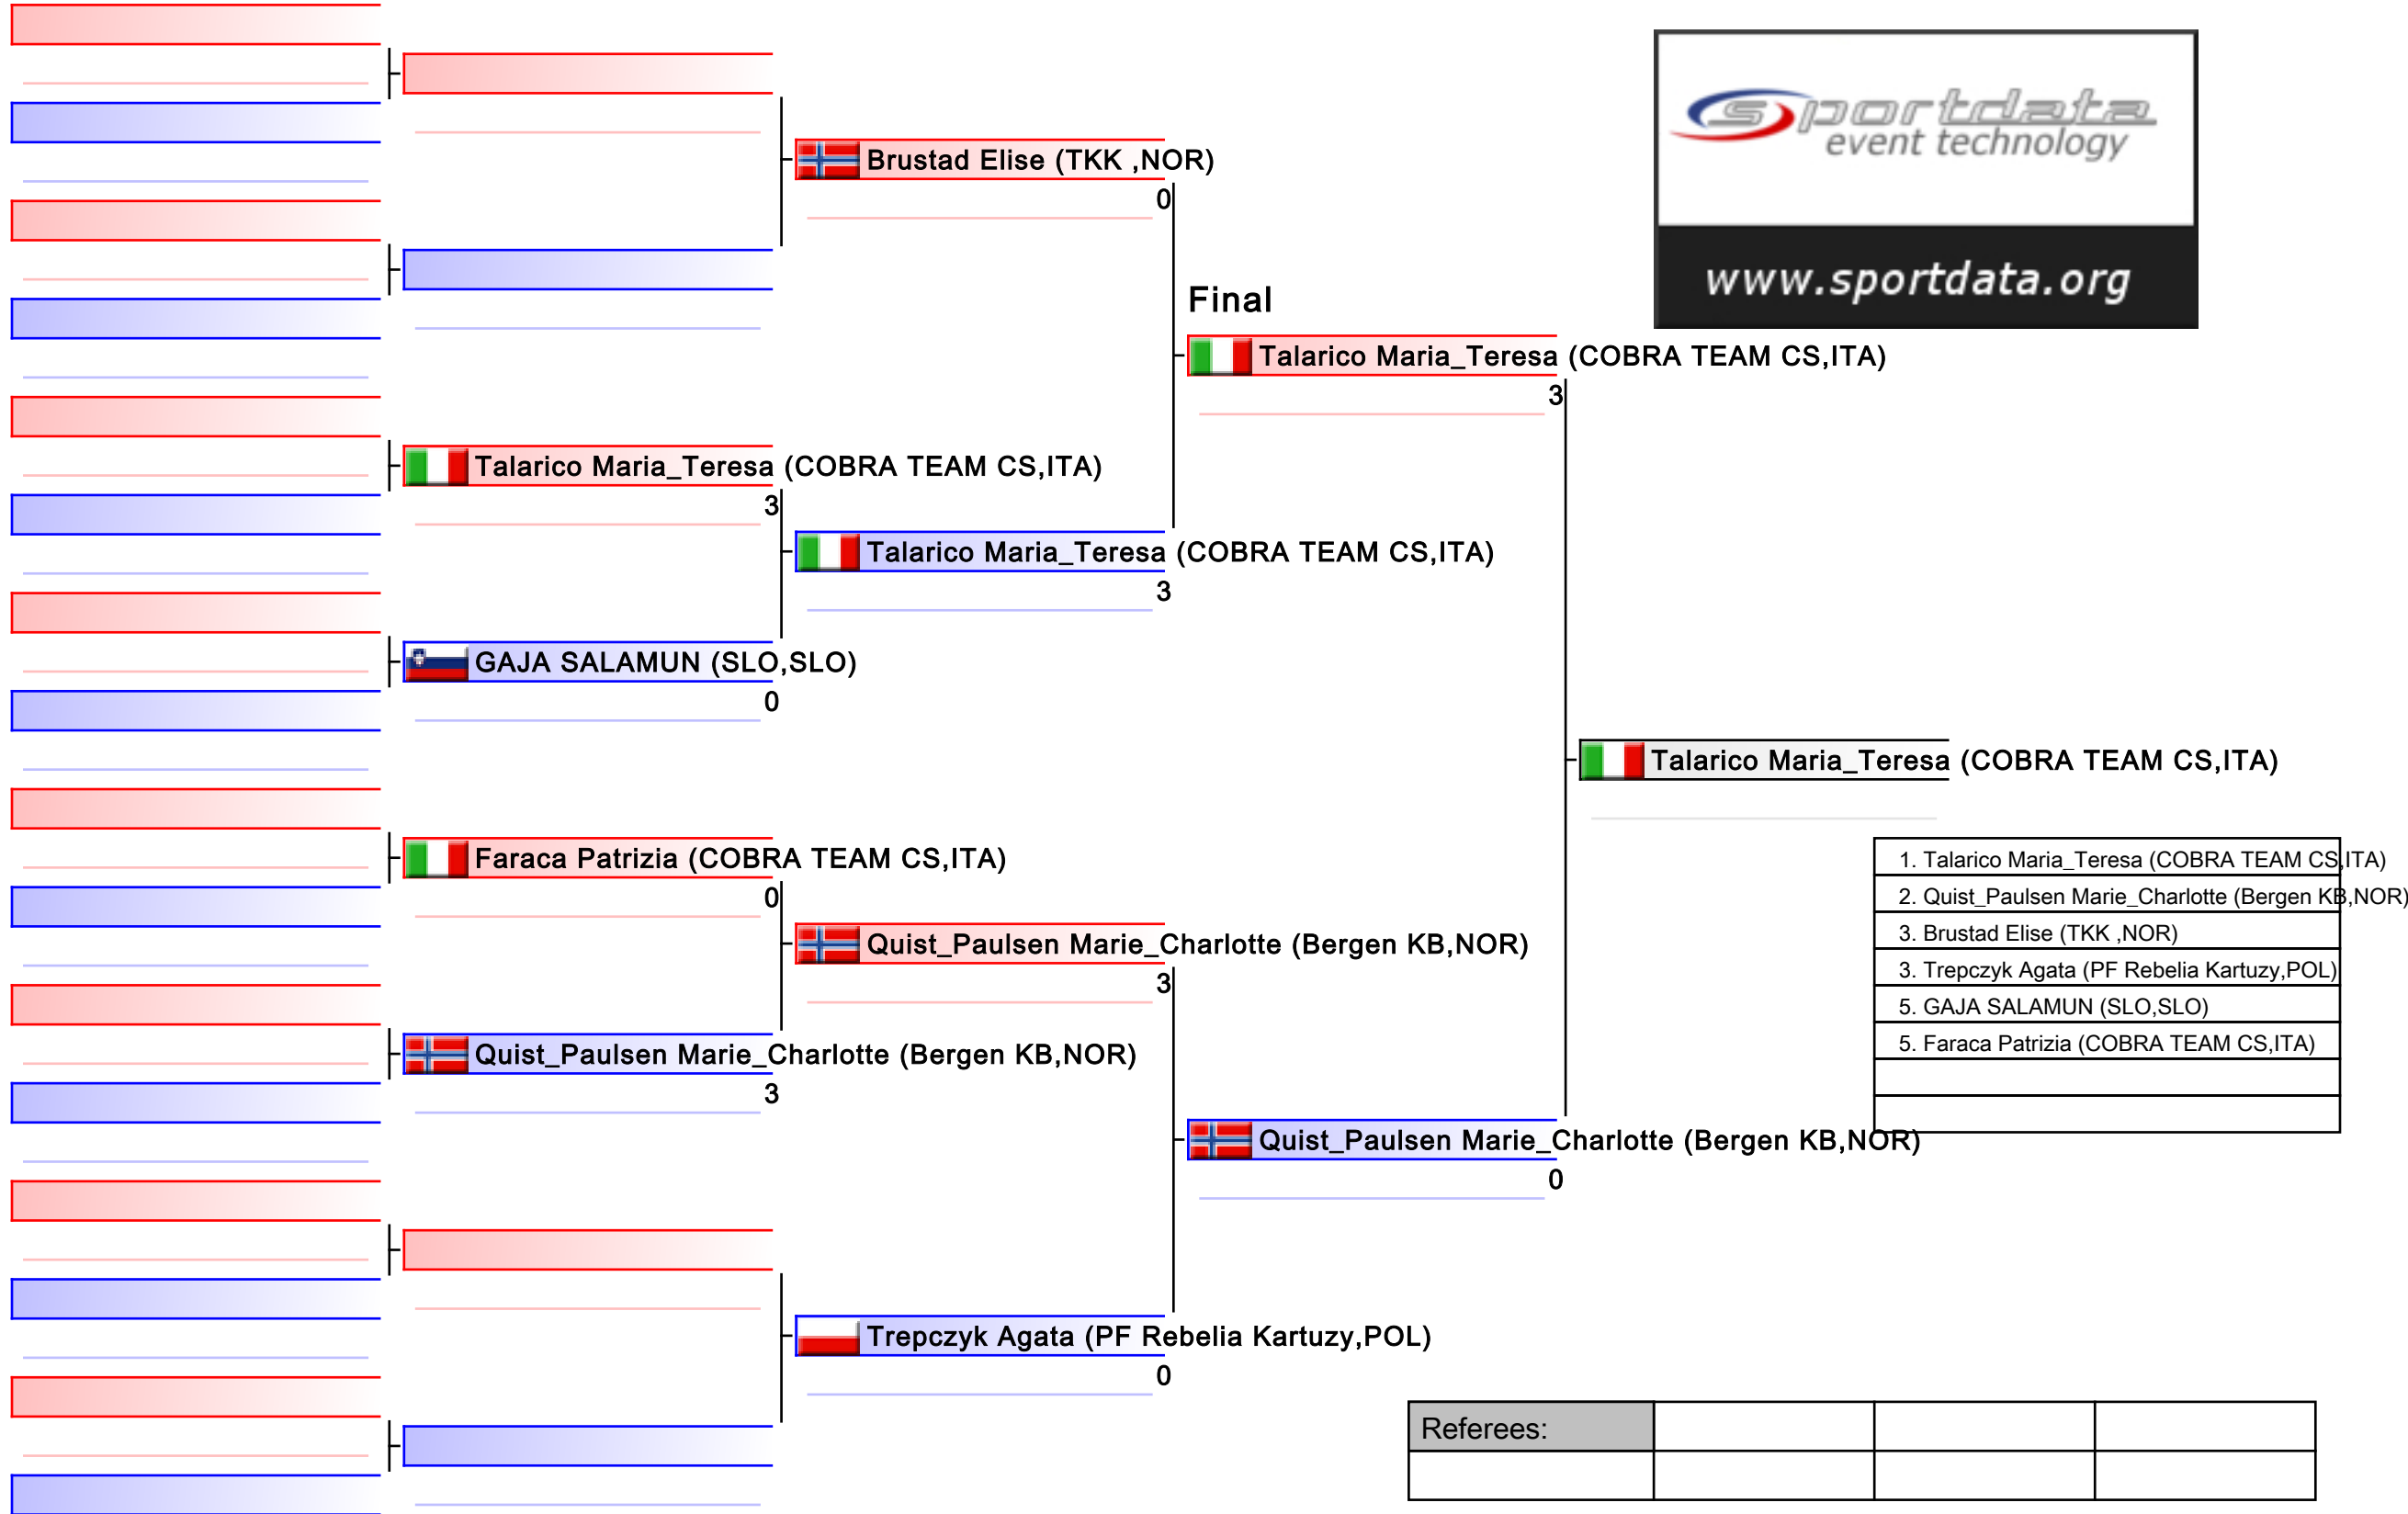 sportdata
event technology
www.sportdata.org
Brustad Elise (TKK ,NOR)
0
Final
Talarico Maria_Teresa (COBRA TEAM CS,ITA)
3
Talarico Maria_Teresa (COBRA TEAM CS,ITA)
3
Talarico Maria_Teresa (COBRA TEAM CS,ITA)
3
GAJA SALAMUN (SLO,SLO)
0
Talarico Maria_Teresa (COBRA TEAM CS,ITA)
Faraca Patrizia (COBRA TEAM CS,ITA)
0
Quist_Paulsen Marie_Charlotte (Bergen KB,NOR)
3
Quist_Paulsen Marie_Charlotte (Bergen KB,NOR)
3
Quist_Paulsen Marie_Charlotte (Bergen KB,NOR)
0
Trepczyk Agata (PF Rebelia Kartuzy,POL)
0
1. Talarico Maria_Teresa (COBRA TEAM CS,ITA)
2. Quist_Paulsen Marie_Charlotte (Bergen KB,NOR)
3. Brustad Elise (TKK ,NOR)
3. Trepczyk Agata (PF Rebelia Kartuzy,POL)
5. GAJA SALAMUN (SLO,SLO)
5. Faraca Patrizia (COBRA TEAM CS,ITA)
Referees: